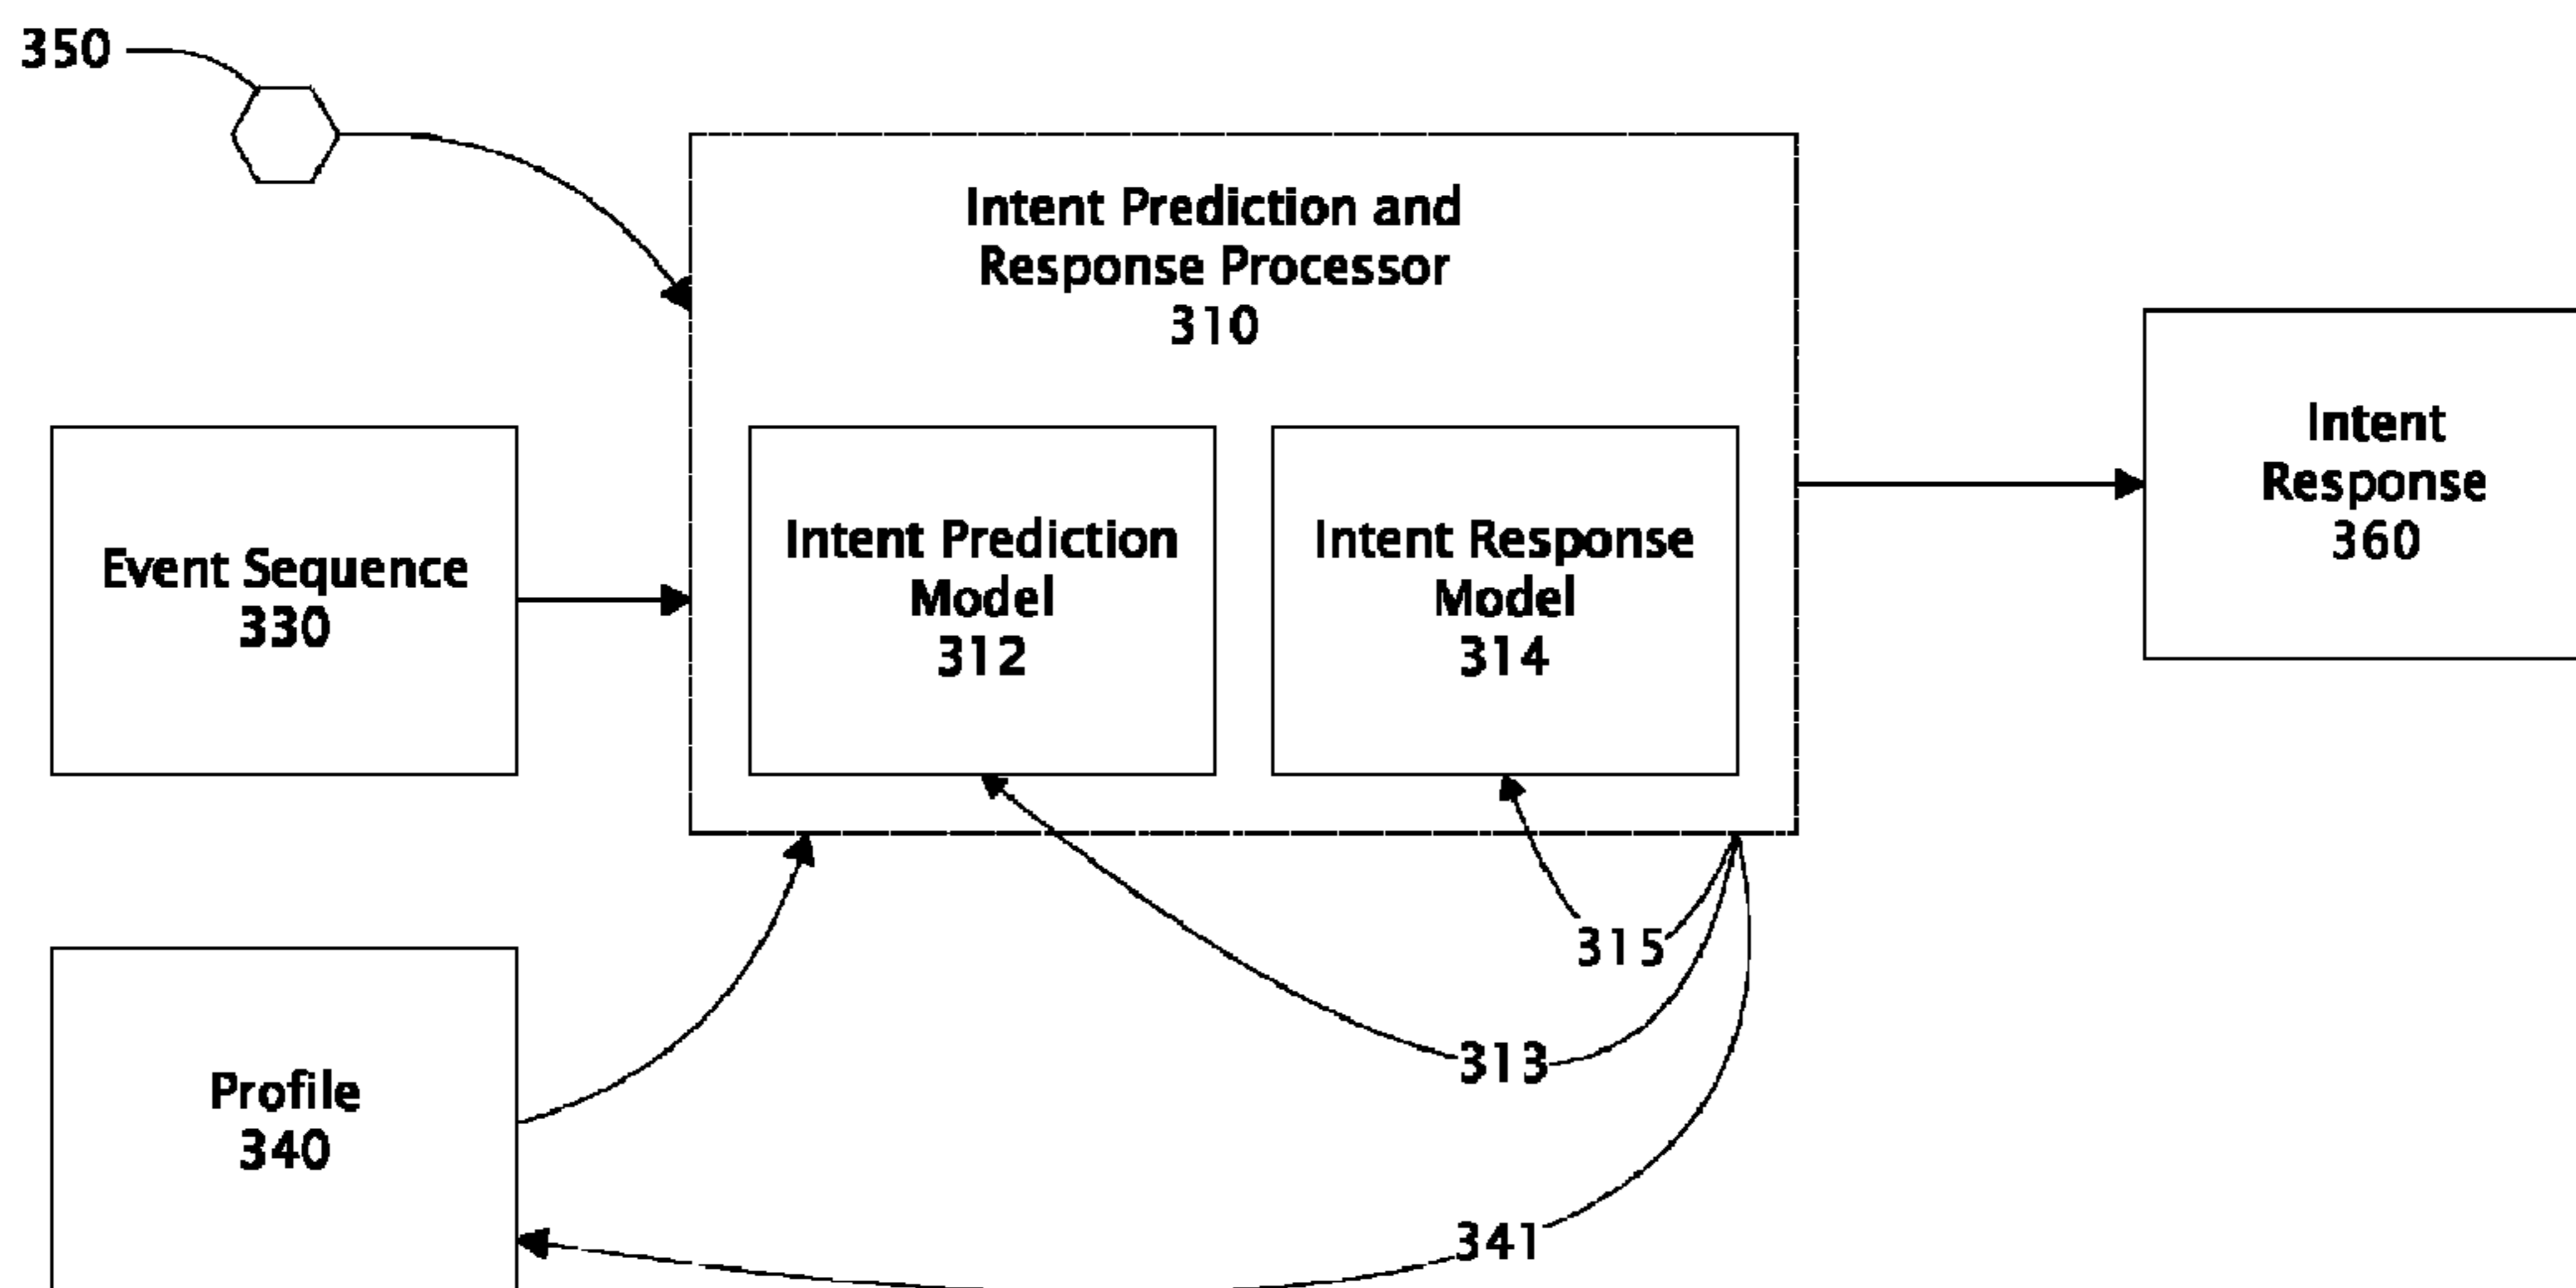 350
Intent Prediction and
Response Processor
310
Intent
Response
360
Event Sequence
330
Intent Prediction
Model
312
Intent Response
Model
314
315
313
Profile
340
341